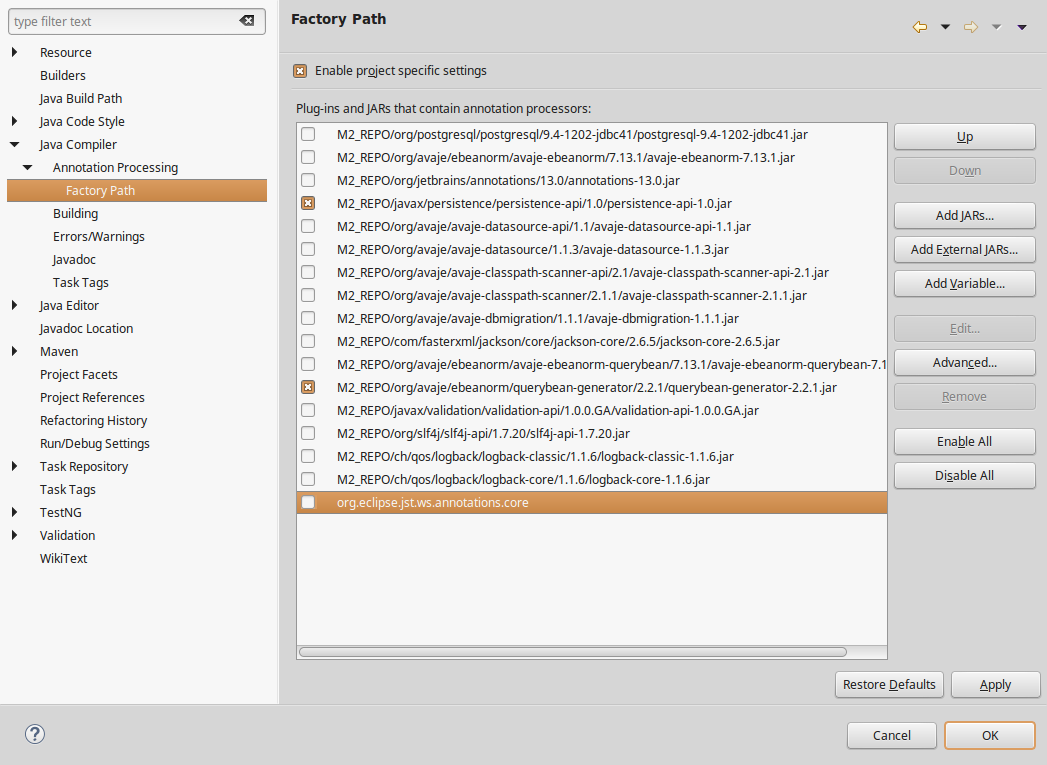 type filter text
Resource
Builders
Java Build Path
Java Code Style
Java Compiler
Annotation Processing
Factory Path
Building
Errors/Warnings
Javadoc
Task Tags
Java Editor
Javadoc Location
Maven
Project Facets
Project References
Refactoring History
Run/Debug Settings
Task Repository
Task Tags
TestNG
Validation
WikiText
Factory Path
Enable project specific settings
Plug-ins and JARs that contain annotation processors:
M2_REPO/org/postgresql/postgresql/9.4-1202-jdbc41/postgresql-9.4-1202-jdbc41.jar
M2_REPO/org/avaje/ebeanorm/avaje-ebeanorm/7.13.1/avaje-ebeanorm-7.13.1.jar
M2_REPO/org/jetbrains/annotations/13.0/annotations-13.0.jar
M2_REPO/javax/persistence/persistence-api/1.0/persistence-api-1.0.jar
M2_REPO/org/avaje/avaje-datasource-api/1.1/avaje-datasource-api-1.1.jar
M2_REPO/org/avaje/avaje-datasource/1.1.3/avaje-datasource-1.1.3.jar
M2_REPO/org/avaje/avaje-classpath-scanner-api/2.1/avaje-classpath-scanner-api-2.1.jar
M2_REPO/org/avaje/avaje-classpath-scanner/2.1.1/avaje-classpath-scanner-2.1.1.jar
M2_REPO/org/avaje/avaje-dbmigration/1.1.1/avaje-dbmigration-1.1.1.jar
M2_REPO/com/fasterxml/jackson/core/jackson-core/2.6.5/jackson-core-2.6.5.jar
M2_REPO/org/avaje/ebeanorm/avaje-ebeanorm-querybean/7.13.1/avaje-ebeanorm-querybean-7.1
M2_REPO/org/avaje/ebeanorm/querybean-generator/2.2.1/querybean-generator-2.2.1.jar
M2_REPO/javax/validation/validation-api/1.0.0.GA/validation-api-1.0.0.GA.jar
M2_REPO/org/slf4j/slf4j-api/1.7.20/slf4j-api-1.7.20.jar
M2_REPO/ch/qos/logback/logback-classic/1.1.6/logback-classic-1.1.6.jar
M2_REPO/ch/qos/logback/logback-core/1.1.6/logback-core-1.1.6.jar
org.eclipse.jst.ws.annotations.core
Up
Down
Add JARs...
Add External JARs...
Add Variable...
Edit...
Advanced...
Remove
Enable All
Disable All
Restore Defaults
Apply
?
Cancel
OK